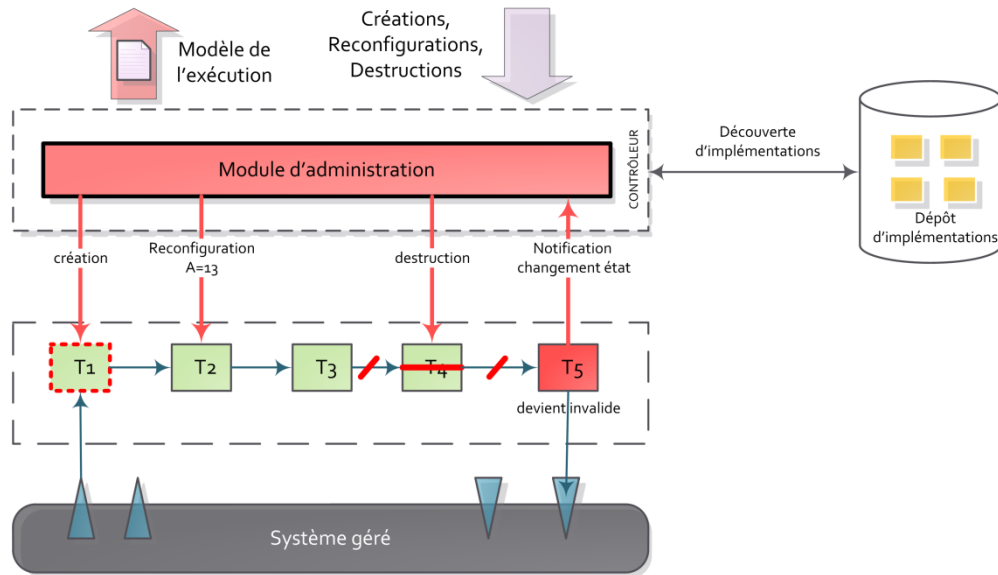 Modèle de
l'exécution
Créations,
Reconfigurations,
Destructions
Module d'administration
CONTRÔLEUR
Découverte
d'implémentations
Dépôt
d'implémentations
création
Reconfiguration
A=13
destruction
Notification
changement état
T1
T2
T3
T4
T5
devient invalide
Système géré